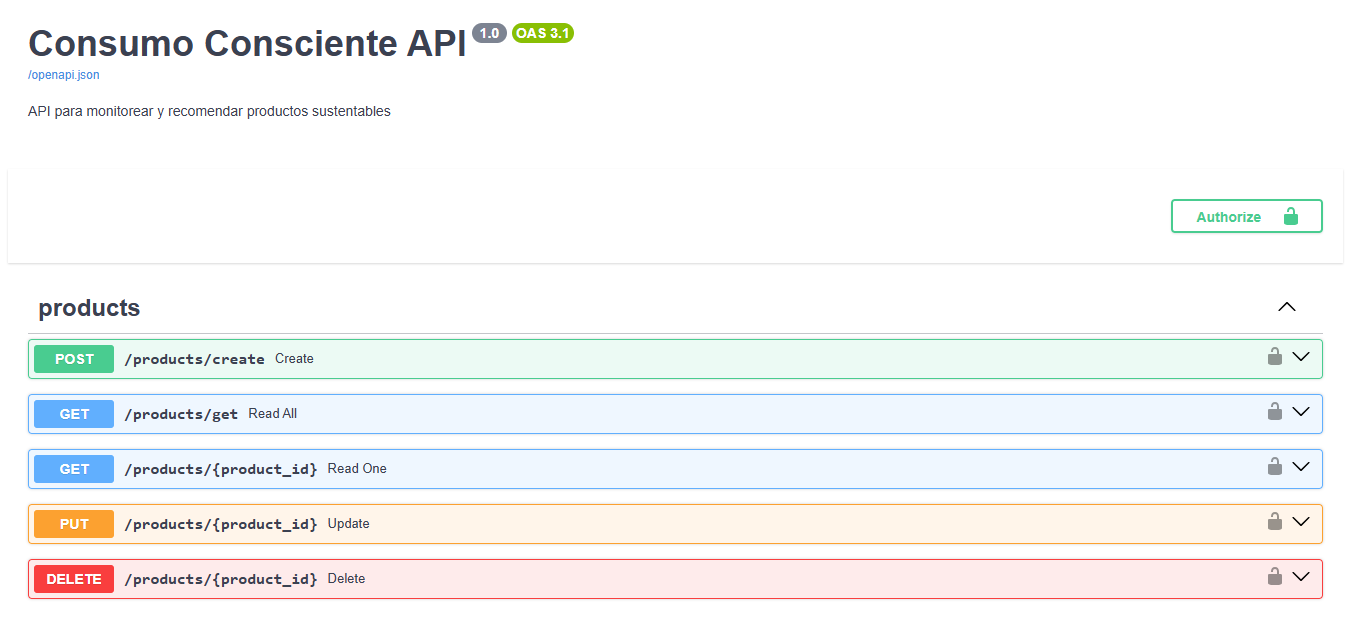 Consumo Consciente API 1.0 OAS 3.1
/openapi.json
API para monitorear y recomendar productos sustentables
Authorize
products
POST /products/create Create
GET /products/get Read All
GET /products/{product_id} Read One
PUT /products/{product_id} Update
DELETE /products/{product_id} Delete